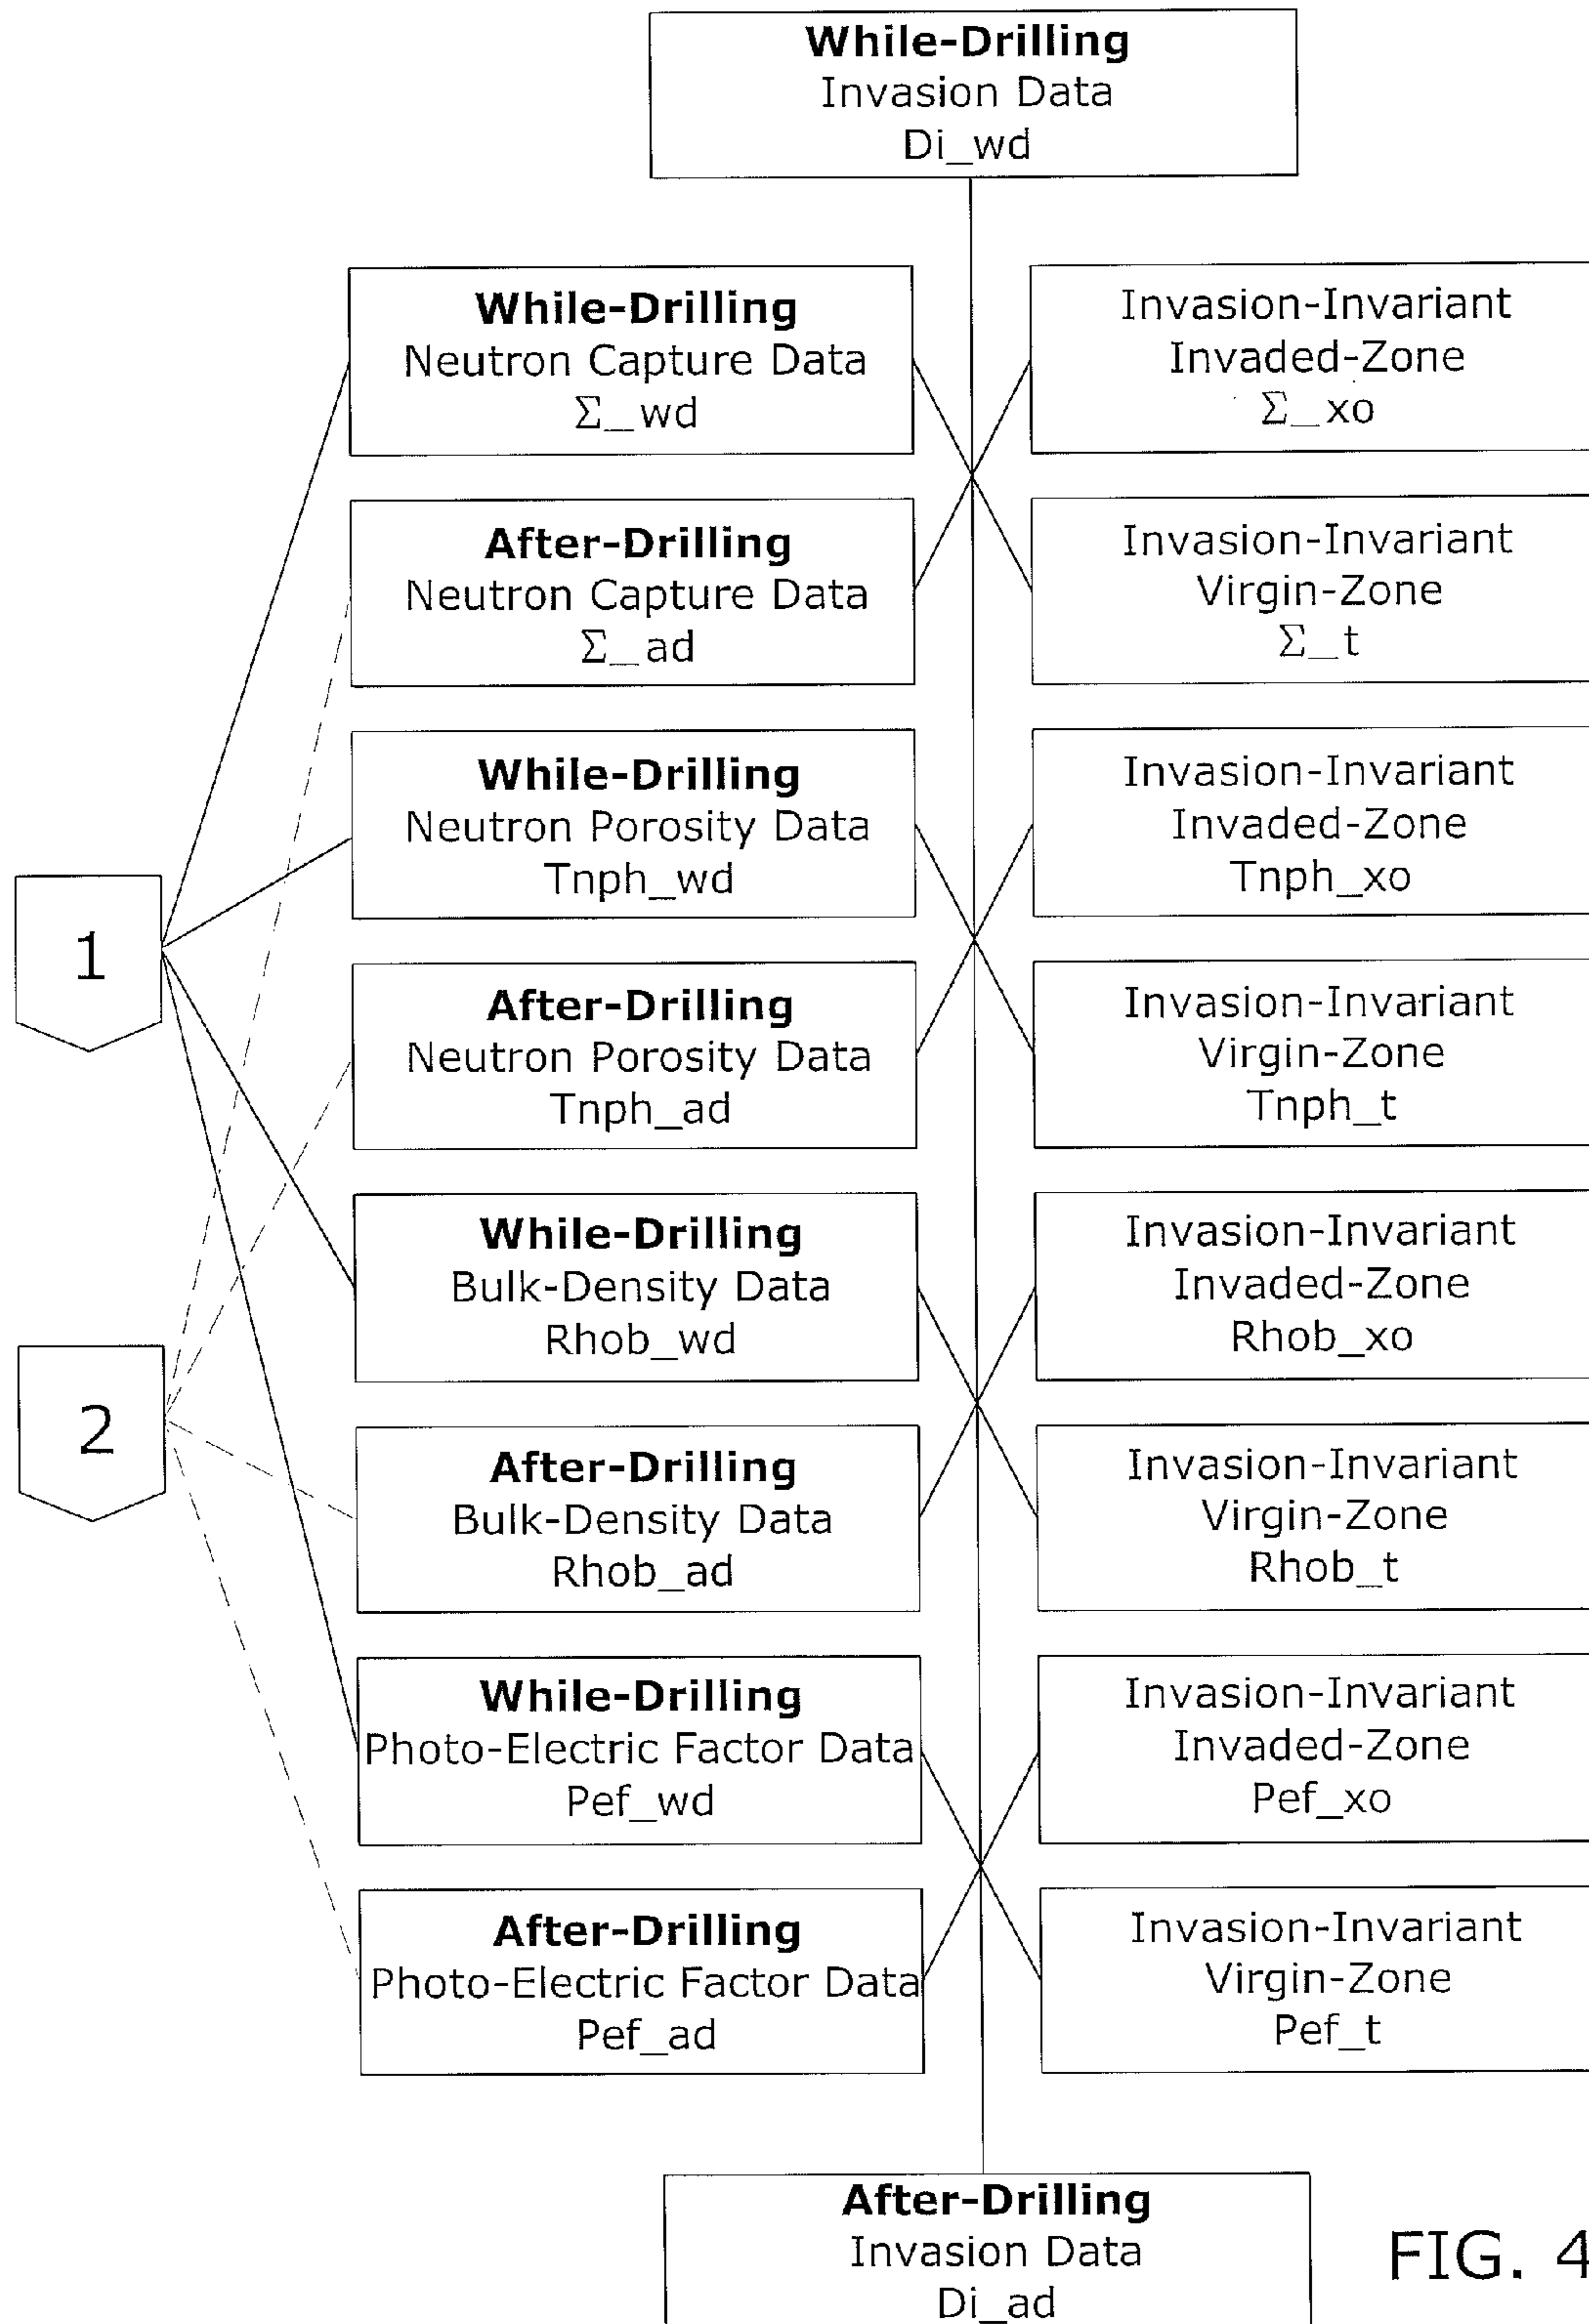 While-Drilling
Invasion Data
Di_wd
While-Drilling
Neutron Capture Data
Σ_wd
Invasion-Invariant
Invaded-Zone
Σ_xo
After-Drilling
Neutron Capture Data
Σ_ad
Invasion-Invariant
Virgin-Zone
Σ_t
While-Drilling
Neutron Porosity Data
Tnph_wd
Invasion-Invariant
Invaded-Zone
Tnph_xo
1
After-Drilling
Neutron Porosity Data
Tnph_ad
Invasion-Invariant
Virgin-Zone
Tnph_t
While-Drilling
Bulk-Density Data
Rhob_wd
Invasion-Invariant
Invaded-Zone
Rhob_xo
2
After-Drilling
Bulk-Density Data
Rhob_ad
Invasion-Invariant
Virgin-Zone
Rhob_t
While-Drilling
Photo-Electric Factor Data
Pef_wd
Invasion-Invariant
Invaded-Zone
Pef_xo
After-Drilling
Photo-Electric Factor Data
Pef_ad
Invasion-Invariant
Virgin-Zone
Pef_t
After-Drilling
Invasion Data
Di_ad
FIG. 4